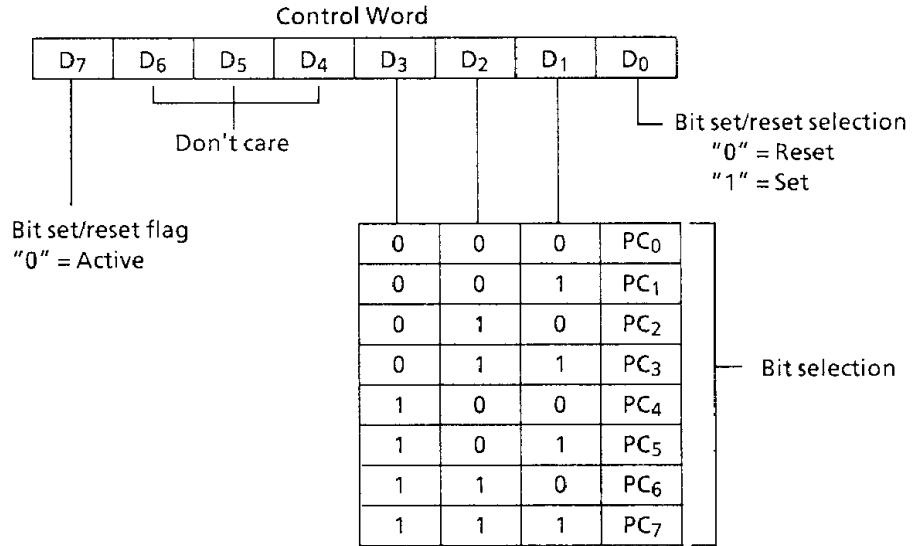 Control Word
D7 D6 D5 D4 D3 D2 D1 D0
Don't care
Bit set/reset selection
"0" = Reset
"1" = Set
Bit set/reset flag
"0" = Active
0 0 0 PC0
0 0 1 PC1
0 1 0 PC2
0 1 1 PC3
Bit selection
1 0 0 PC4
1 0 1 PC5
1 1 0 PC6
1 1 1 PC7